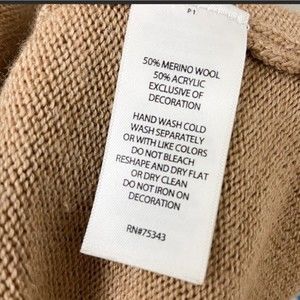 P1
50% MERINO WOOL
50% ACRYLIC
EXCLUSIVE OF
DECORATION
HAND WASH COLD
WASH SEPARATELY
OR WITH LIKE COLORS
DO NOT BLEACH
RESHAPE AND DRY FLAT
OR DRY CLEAN
DO NOT IRON ON
DECORATION
RN#75343